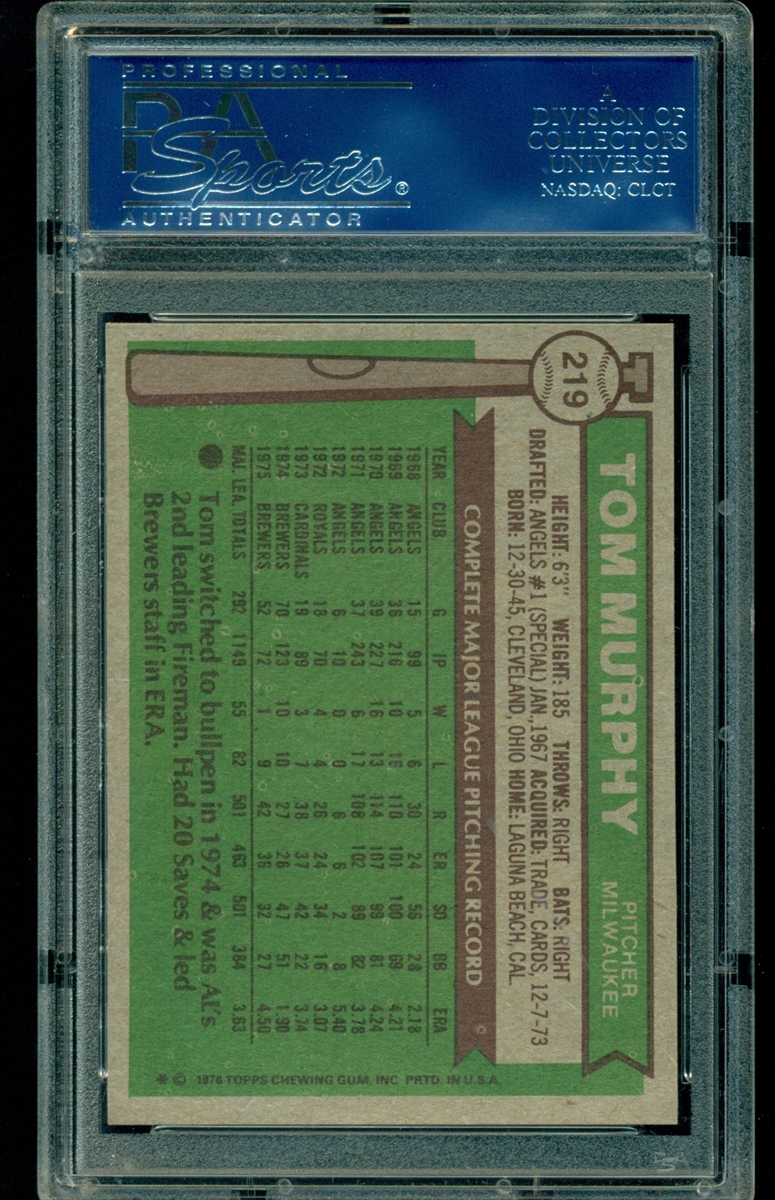 PROFESSIONAL
PSA
Sports®
AUTHENTICATOR
A
DIVISION OF
COLLECTORS
UNIVERSE
NASDAQ: CLCT
219
TOM MURPHY
PITCHER
MILWAUKEE
HEIGHT: 6'3" WEIGHT: 185 THROWS: RIGHT BATS: RIGHT
DRAFTED: ANGELS #1 (SPECIAL) JAN., 1967 ACQUIRED: TRADE, CARDS, 12-7-73
BORN: 12-30-45, CLEVELAND, OHIO HOME: LAGUNA BEACH, CAL.
COMPLETE MAJOR LEAGUE PITCHING RECORD
YEAR CLUB G IP W L R ER SO BB ERA
1968 ANGELS 15 99 5 6 30 24 56 28 2.18
1969 ANGELS 36 216 10 16 110 101 100 69 4.21
1970 ANGELS 39 227 16 13 114 107 99 81 4.24
1971 ANGELS 37 243 6 17 108 102 89 82 3.78
1972 ANGELS 6 10 0 0 6 6 2 8 5.40
1972 ROYALS 18 70 4 4 26 24 34 16 3.07
1973 CARDINALS 19 89 3 7 38 37 42 22 3.74
1974 BREWERS 70 123 10 10 27 26 47 51 1.90
1975 BREWERS 52 72 1 9 42 36 32 27 4.50
MAJ. LEA. TOTALS 292 1149 55 82 501 463 501 384 3.63
Tom switched to bullpen in 1974 & was AL's
2nd leading Fireman. Had 20 Saves & led
Brewers staff in ERA.
* © 1976 TOPPS CHEWING GUM, INC. PRTD. IN U.S.A.